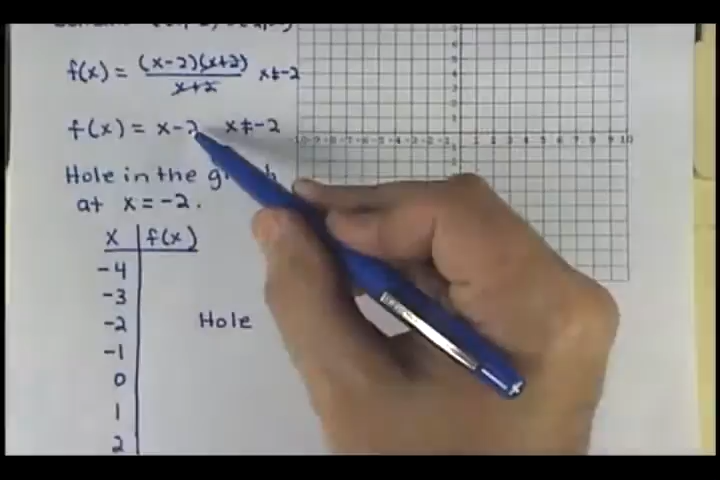 f(x) = (x-2)(x+2) / x+2   x≠-2
f(x) = x-2   x≠-2
Hole in the
at x = -2.
x f(x)
-4
-3
-2 Hole
-1
0
1
2